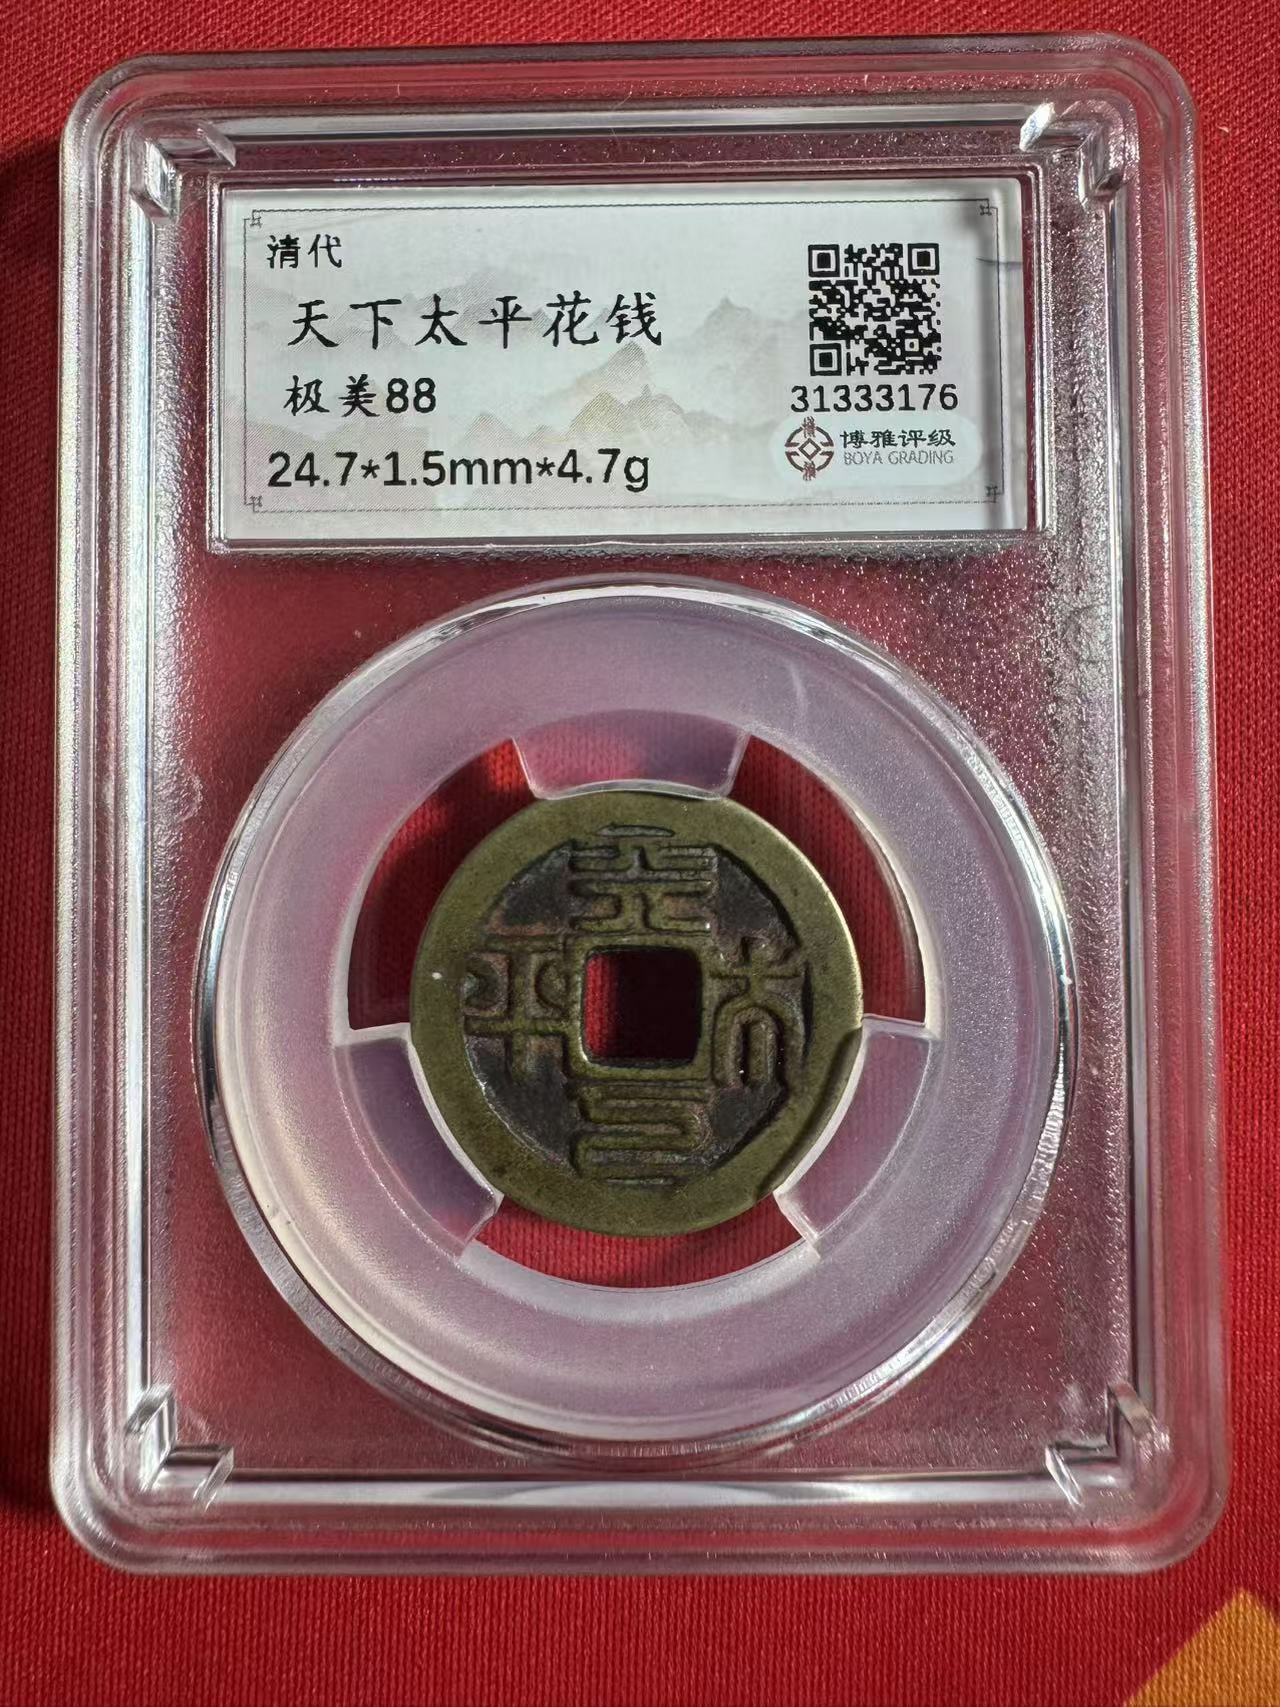 清代
天下太平花钱
极美88
24.7*1.5mm*4.7g
31333176
博雅评级
BOYA GRADING
天下太平